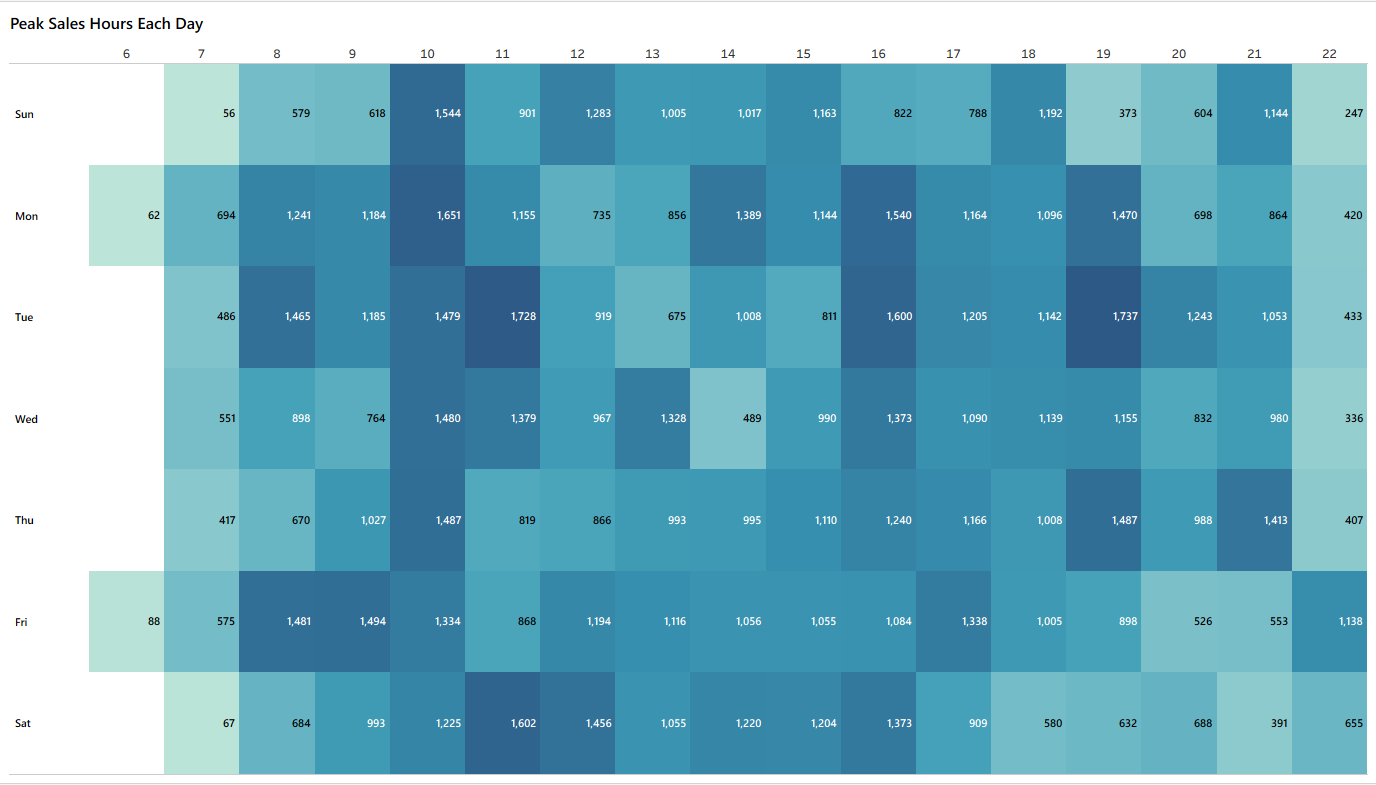 Peak Sales Hours Each Day
6 7 8 9 10 11 12 13 14 15 16 17 18 19 20 21 22
Sun 56 579 618 1,544 901 1,283 1,005 1,017 1,163 822 788 1,192 373 604 1,144 247
Mon 62 694 1,241 1,184 1,651 1,155 735 856 1,389 1,144 1,540 1,164 1,096 1,470 698 864 420
Tue 486 1,465 1,185 1,479 1,728 919 675 1,008 811 1,600 1,205 1,142 1,737 1,243 1,053 433
Wed 551 898 764 1,480 1,379 967 1,328 489 990 1,373 1,090 1,139 1,155 832 980 336
Thu 417 670 1,027 1,487 819 866 993 995 1,110 1,240 1,166 1,008 1,487 988 1,413 407
Fri 88 575 1,481 1,494 1,334 868 1,194 1,116 1,056 1,055 1,084 1,338 1,005 898 526 553 1,138
Sat 67 684 993 1,225 1,602 1,456 1,055 1,220 1,204 1,373 909 580 632 688 391 655